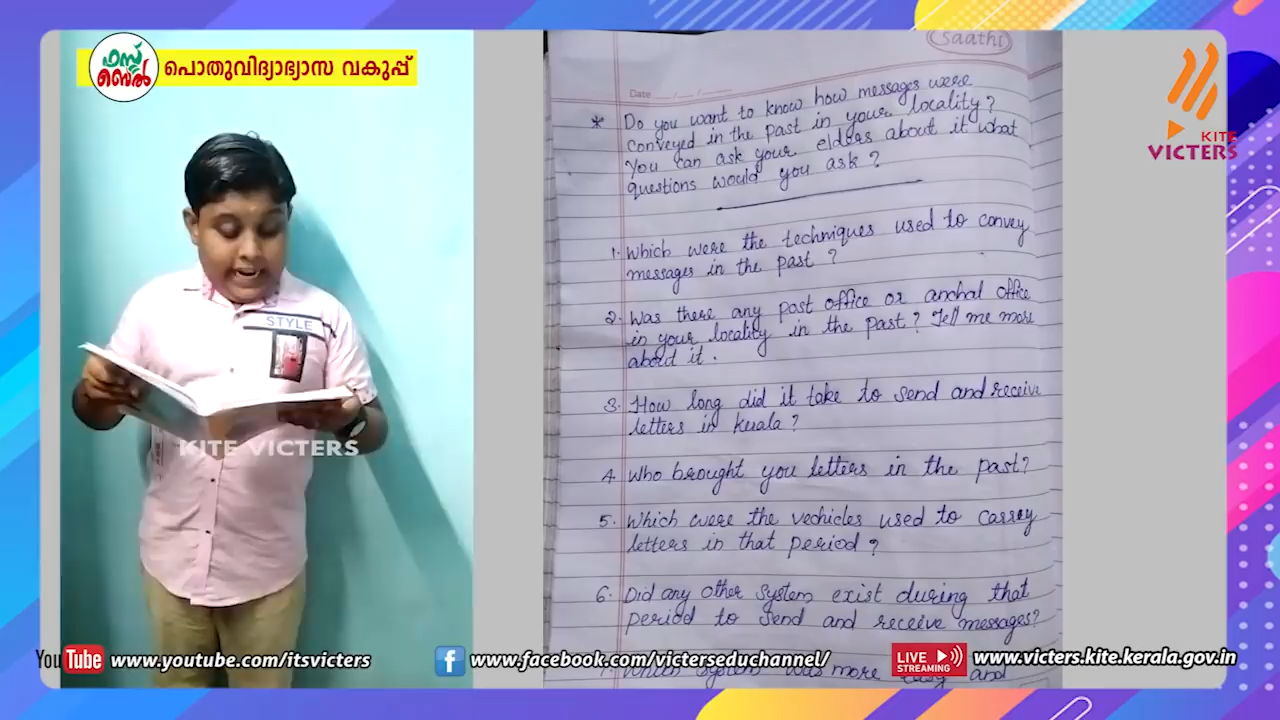 ഫസ്റ്റ്
ബെൽ
പൊതുവിദ്യാഭ്യാസ വകുപ്പ്
KITE
VICTERS
STYLE
KITE VICTERS
Saathi
Date
* Do you want to know how messages were
conveyed in the past in your locality?
You can ask your elders about it what
questions would you ask?
1. Which were the techniques used to convey
messages in the past?
2. Was there any post office or anchal office
in your locality in the past? Tell me more
about it.
3. How long did it take to send and receive
letters in kerala?
4. Who brought you letters in the past?
5. Which were the vechicles used to carry
letters in that period?
6. Did any other system exist during that
period to send and receive messages?
which system was more easy and
YouTube www.youtube.com/itsvicters
f www.facebook.com/victerseduchannel/
LIVE
STREAMING
www.victers.kite.kerala.gov.in